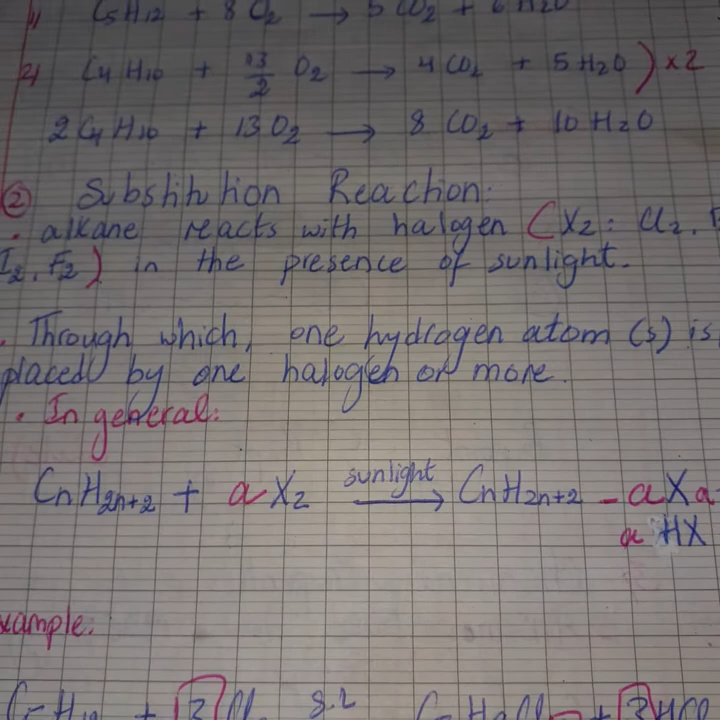 1) C5H12 + 8 O2 → 5 CO2 + 6 H2O
2) C4H10 + 13/2 O2 → 4 CO2 + 5 H2O ) x2
2 C4H10 + 13 O2 → 8 CO2 + 10 H2O
② Substitution Reaction:
. alkane reacts with halogen (X2: Cl2,
I2, F2) in the presence of sunlight.
. Through which, one hydrogen atom (s) is
placed by one halogen or more.
. In general:
sunlight
CnH2n+2 + a X2 → CnH2n+2 - a Xa
a HX
xample: